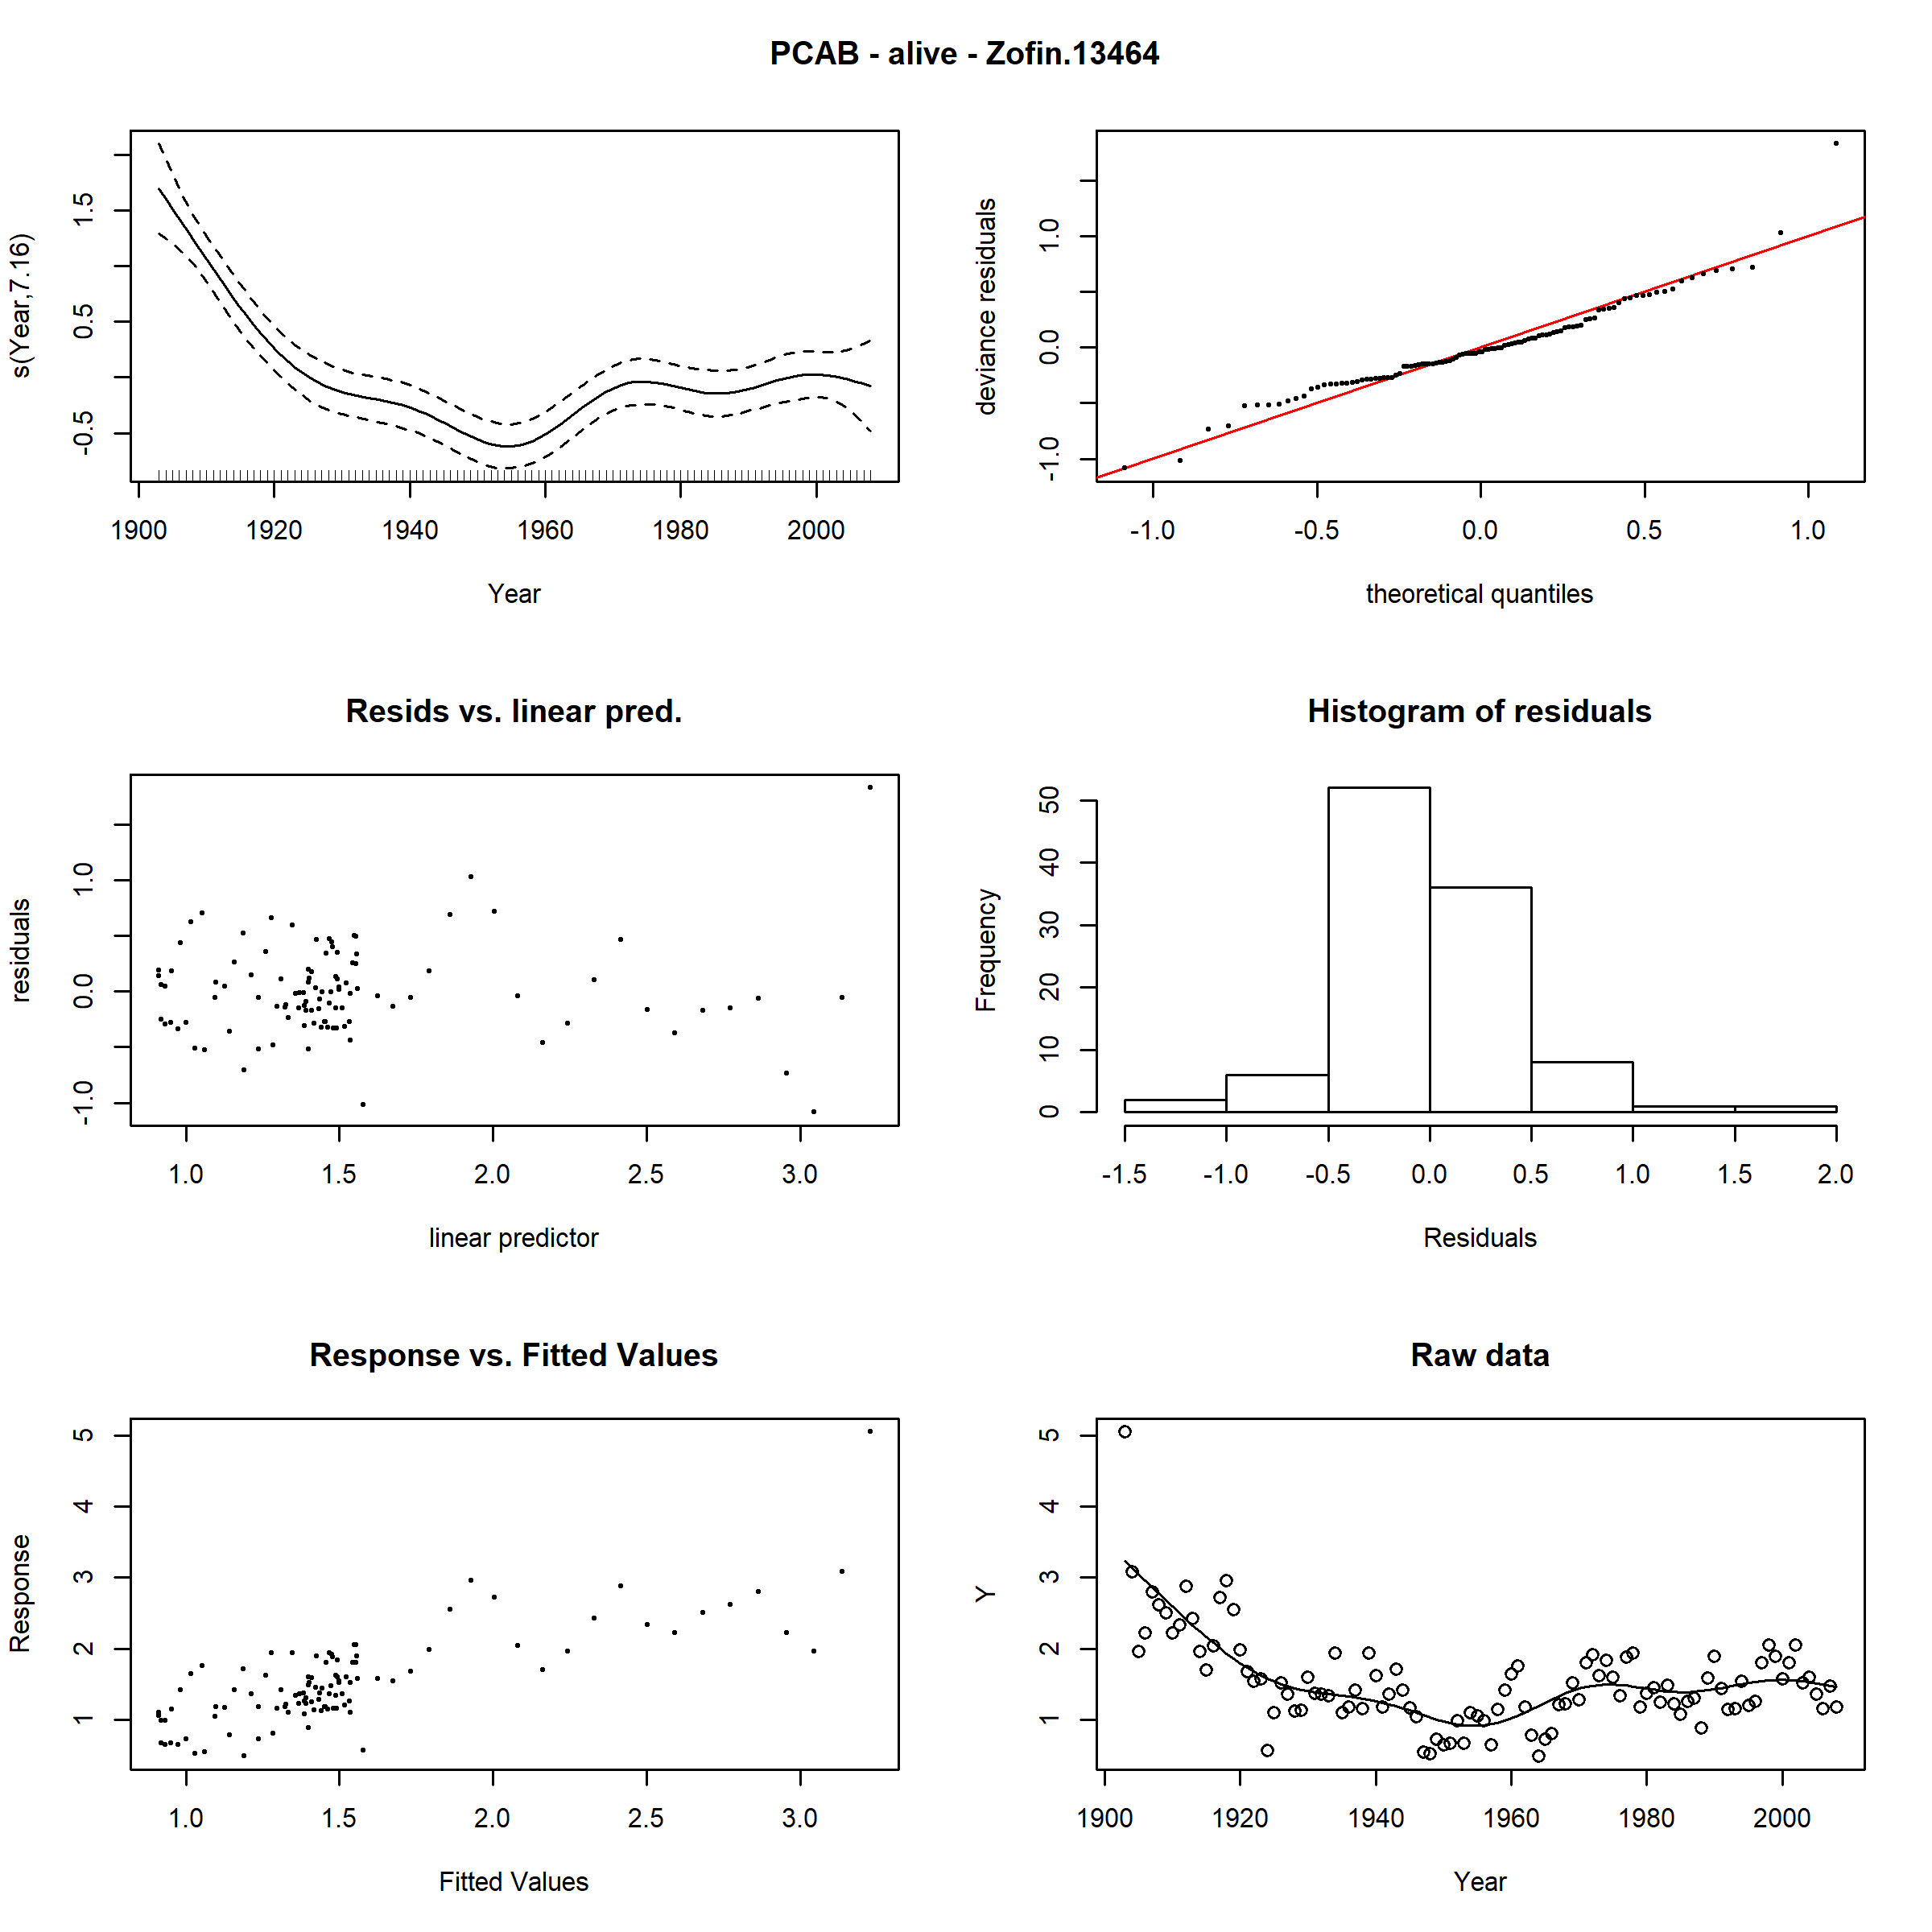 PCAB - alive - Zofin.13464
s(Year,7.16)
-0.5 0.5 1.5
1900 1920 1940 1960 1980 2000
Year
deviance residuals
-1.0 0.0 1.0
-1.0 -0.5 0.0 0.5 1.0
theoretical quantiles
Resids vs. linear pred.
residuals
-1.0 0.0 1.0
1.0 1.5 2.0 2.5 3.0
linear predictor
Histogram of residuals
Frequency
0 10 20 30 40 50
-1.5 -1.0 -0.5 0.0 0.5 1.0 1.5 2.0
Residuals
Response vs. Fitted Values
Response
1 2 3 4 5
1.0 1.5 2.0 2.5 3.0
Fitted Values
Raw data
Y
1 2 3 4 5
1900 1920 1940 1960 1980 2000
Year